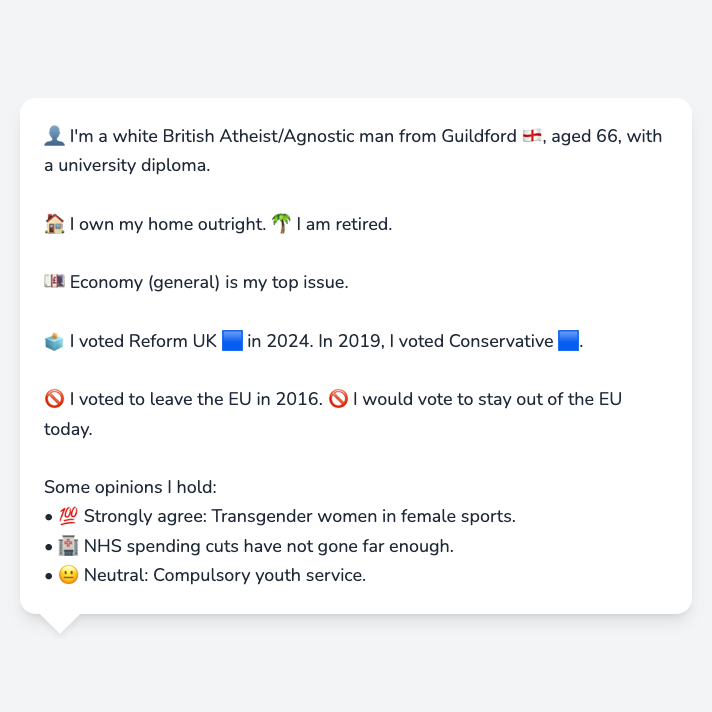 👤 I'm a white British Atheist/Agnostic man from Guildford 🏴󠁧󠁢󠁥󠁮󠁧󠁿, aged 66, with
a university diploma.
🏠 I own my home outright. 🌴 I am retired.
💷 Economy (general) is my top issue.
🗳️ I voted Reform UK 🟦 in 2024. In 2019, I voted Conservative 🟦.
🚫 I voted to leave the EU in 2016. 🚫 I would vote to stay out of the EU
today.
Some opinions I hold:
• 💯 Strongly agree: Transgender women in female sports.
• 🏥 NHS spending cuts have not gone far enough.
• 😐 Neutral: Compulsory youth service.